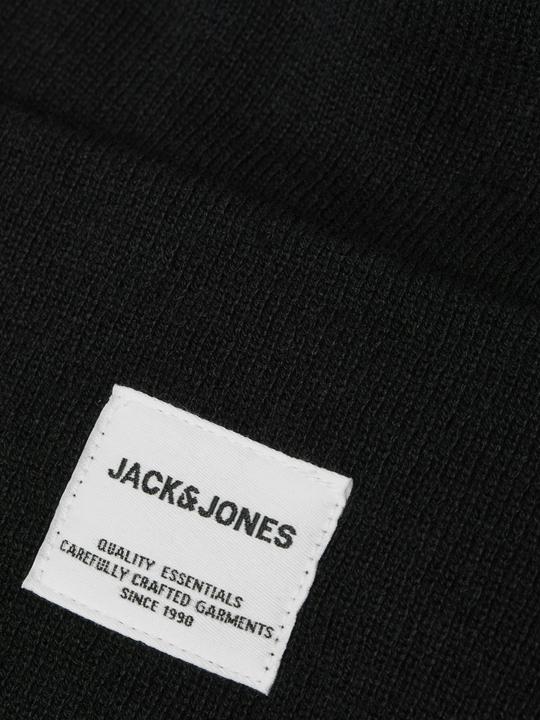 JACK&JONES
QUALITY ESSENTIALS
CAREFULLY CRAFTED GARMENTS.
SINCE 1990